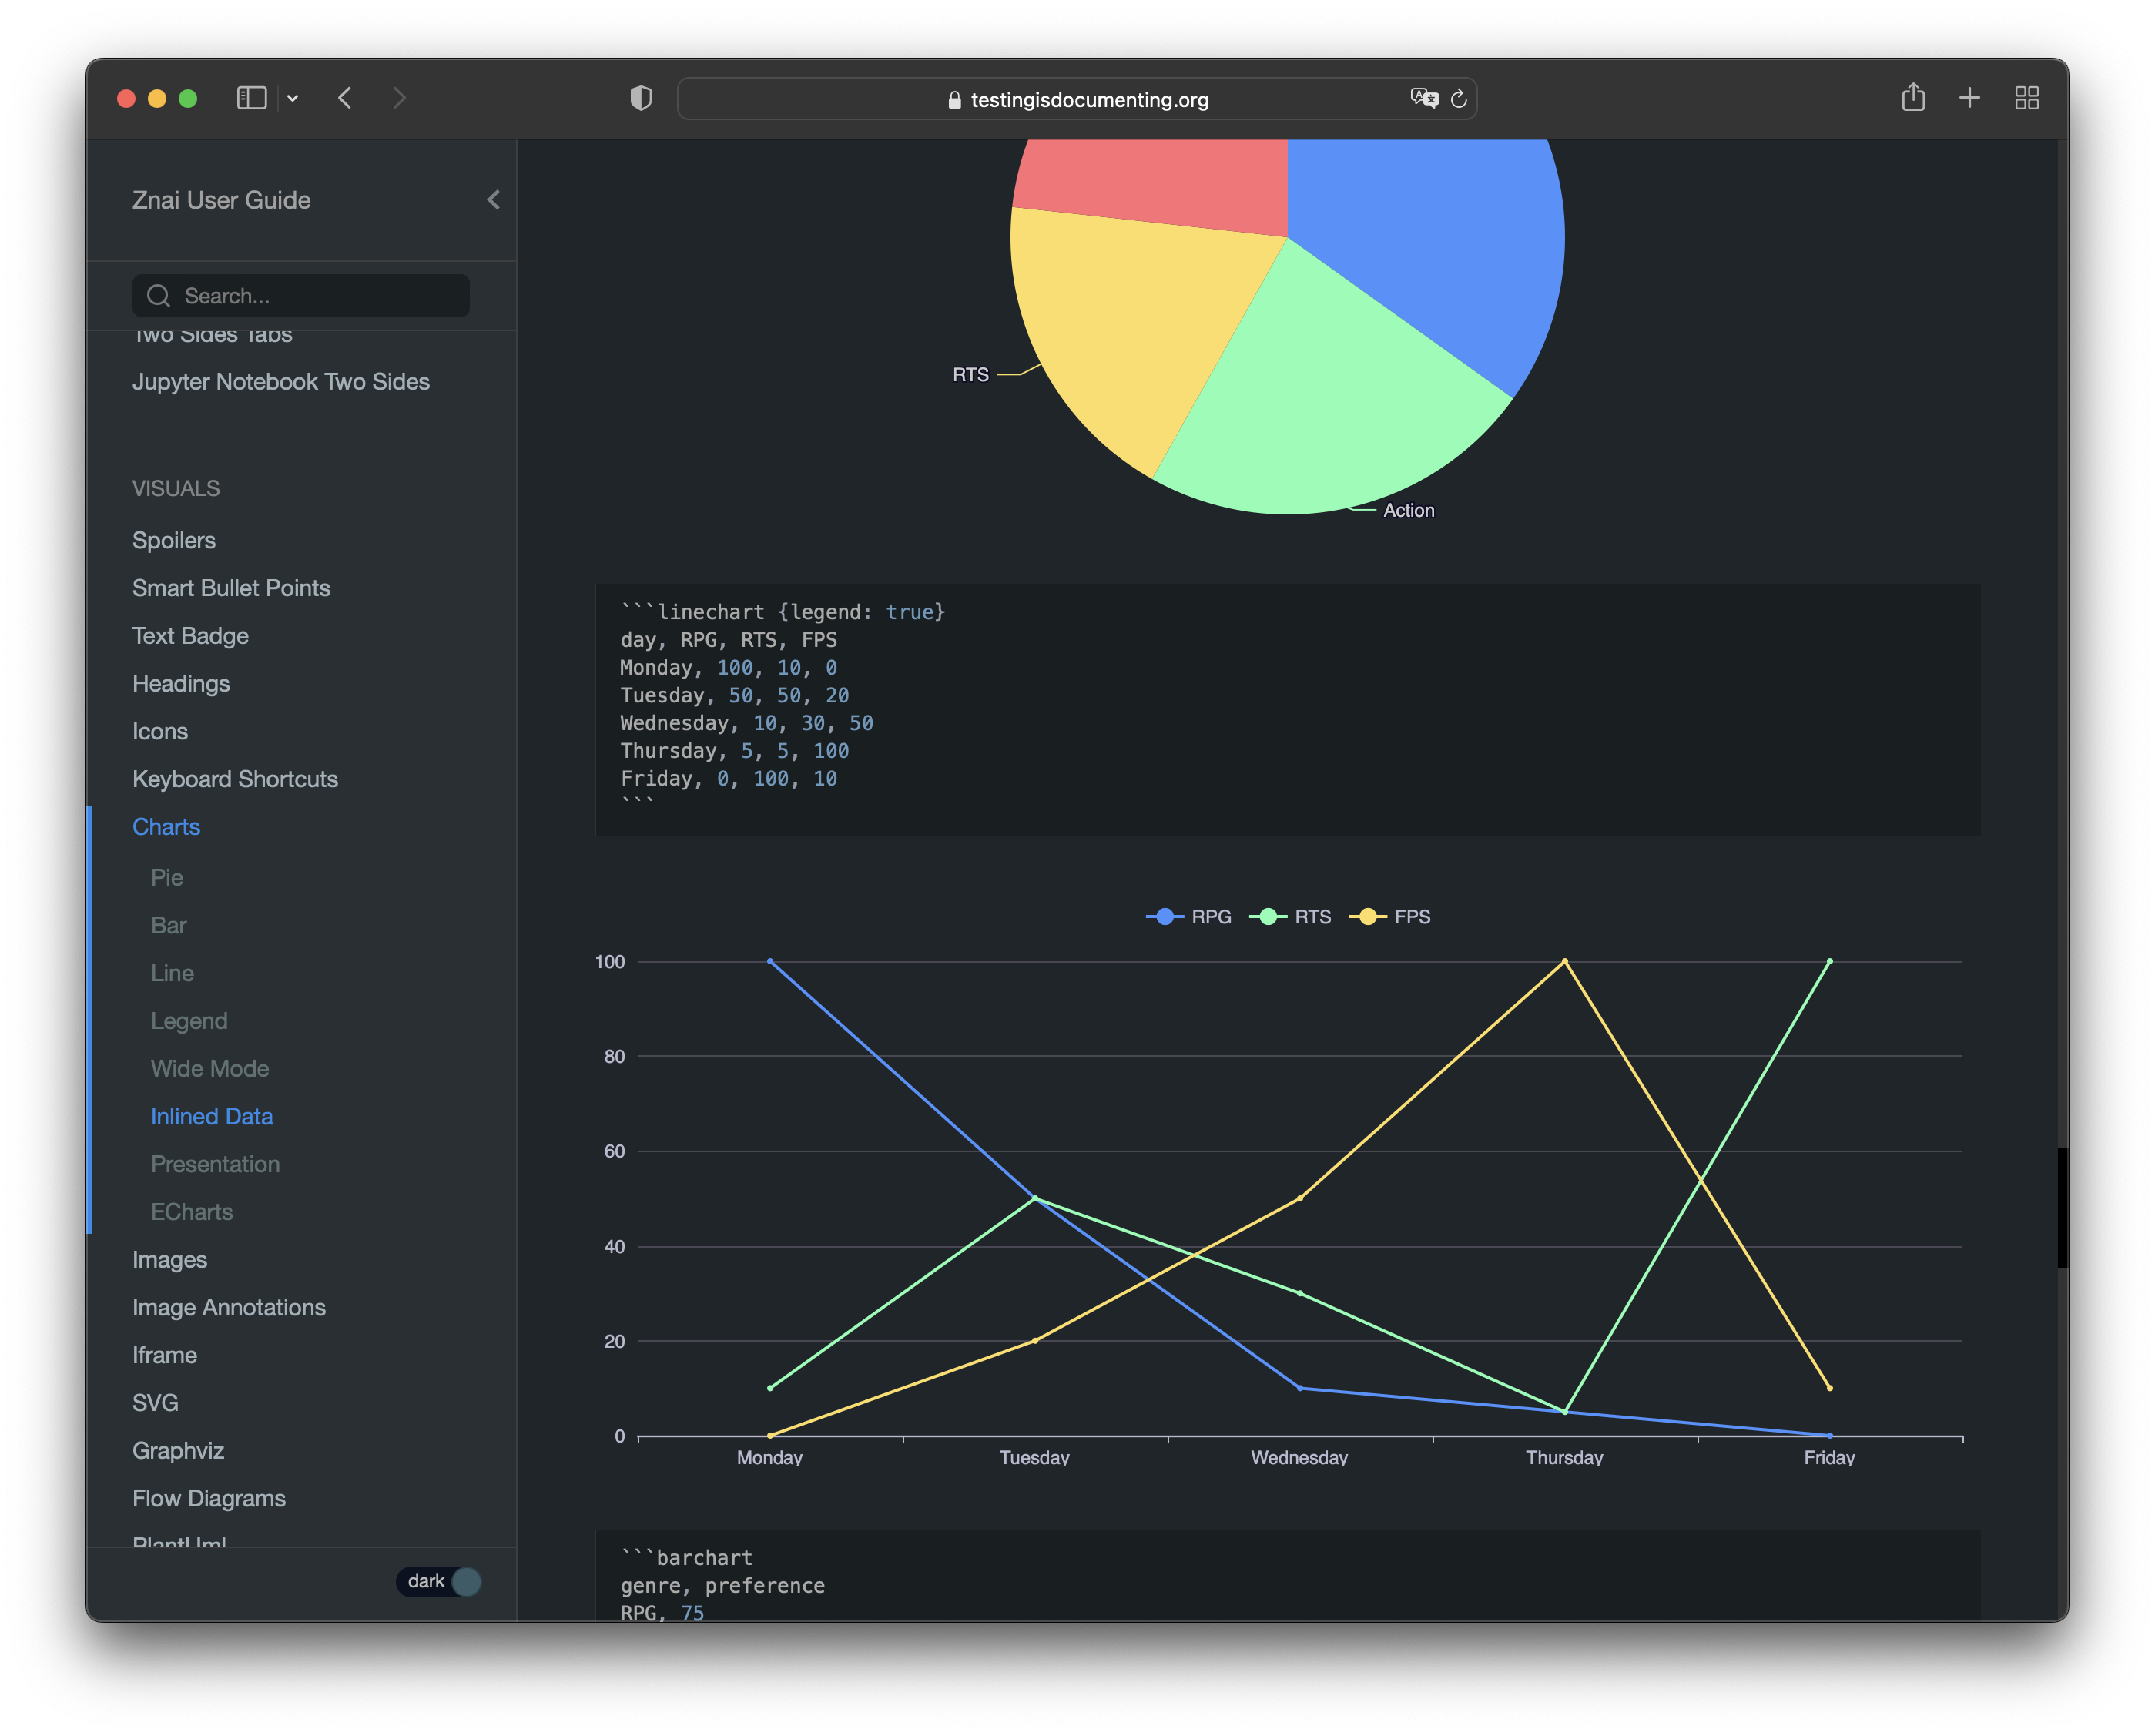 testingisdocumenting.org
Znai User Guide
Search...
Two Sides Tabs
Jupyter Notebook Two Sides
VISUALS
Spoilers
Smart Bullet Points
Text Badge
Headings
Icons
Keyboard Shortcuts
Charts
Pie
Bar
Line
Legend
Wide Mode
Inlined Data
Presentation
ECharts
Images
Image Annotations
Iframe
SVG
Graphviz
Flow Diagrams
PlantUml
dark
RTS
Action
```linechart {legend: true}
day, RPG, RTS, FPS
Monday, 100, 10, 0
Tuesday, 50, 50, 20
Wednesday, 10, 30, 50
Thursday, 5, 5, 100
Friday, 0, 100, 10
```
RPG RTS FPS
100
80
60
40
20
0
Monday Tuesday Wednesday Thursday Friday
```barchart
genre, preference
RPG, 75